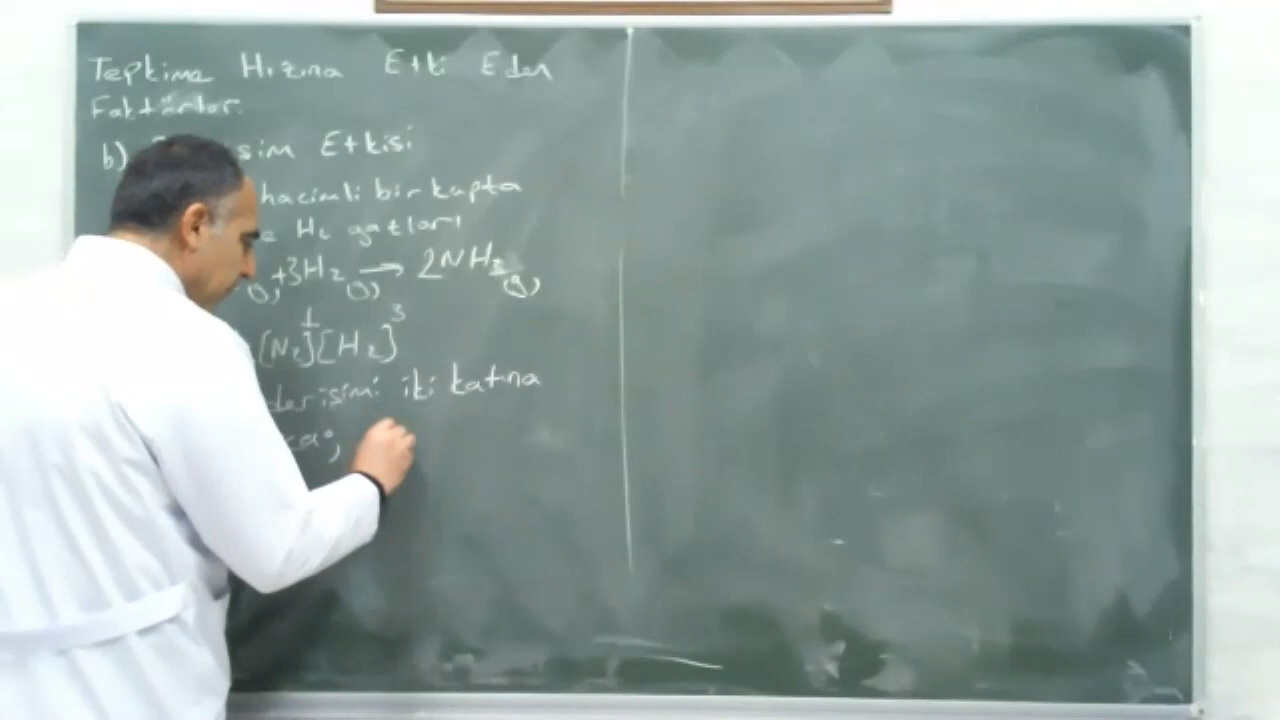 Tepkime Hızına Etki Eden
Faktörler.
b) Etkisi
hacimli bir kapta
H₂ gazları
+3H₂ → 2NH₃(g)
[N₂]¹[H₂]³
derişimi iki katına